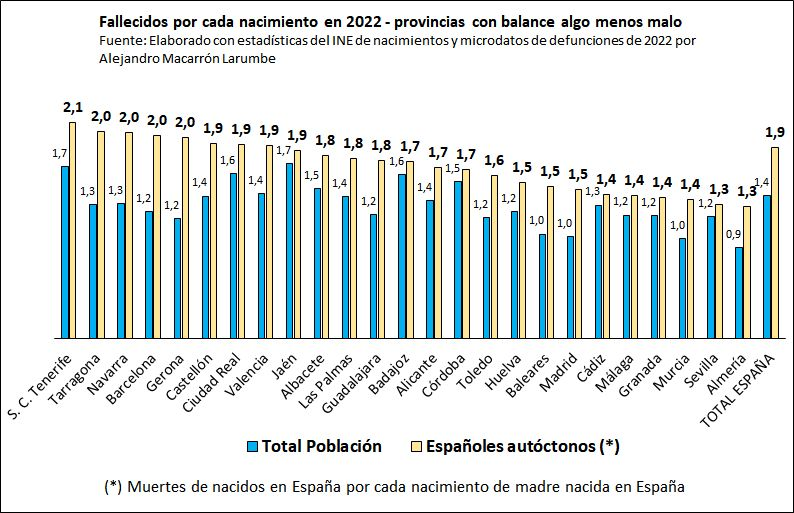 Fallecidos por cada nacimiento en 2022 - provincias con balance algo menos malo
Fuente: Elaborado con estadísticas del INE de nacimientos y microdatos de defunciones de 2022 por
Alejandro Macarrón Larumbe
2,1 2,0 2,0 2,0 2,0 1,9 1,9 1,9 1,9 1,8 1,8 1,8 1,7 1,7 1,7 1,6 1,5 1,5 1,5 1,4 1,4 1,4 1,4 1,3 1,3 1,9
1,7 1,3 1,3 1,2 1,2 1,4 1,6 1,4 1,7 1,5 1,4 1,2 1,6 1,4 1,5 1,2 1,2 1,0 1,0 1,3 1,2 1,2 1,0 1,2 0,9 1,4
S. C. Tenerife
Tarragona
Navarra
Barcelona
Gerona
Castellón
Ciudad Real
Valencia
Jaén
Albacete
Las Palmas
Guadalajara
Badajoz
Alicante
Córdoba
Toledo
Huelva
Baleares
Madrid
Cádiz
Málaga
Granada
Murcia
Sevilla
Almería
TOTAL ESPAÑA
Total Población
Españoles autóctonos (*)
(*) Muertes de nacidos en España por cada nacimiento de madre nacida en España